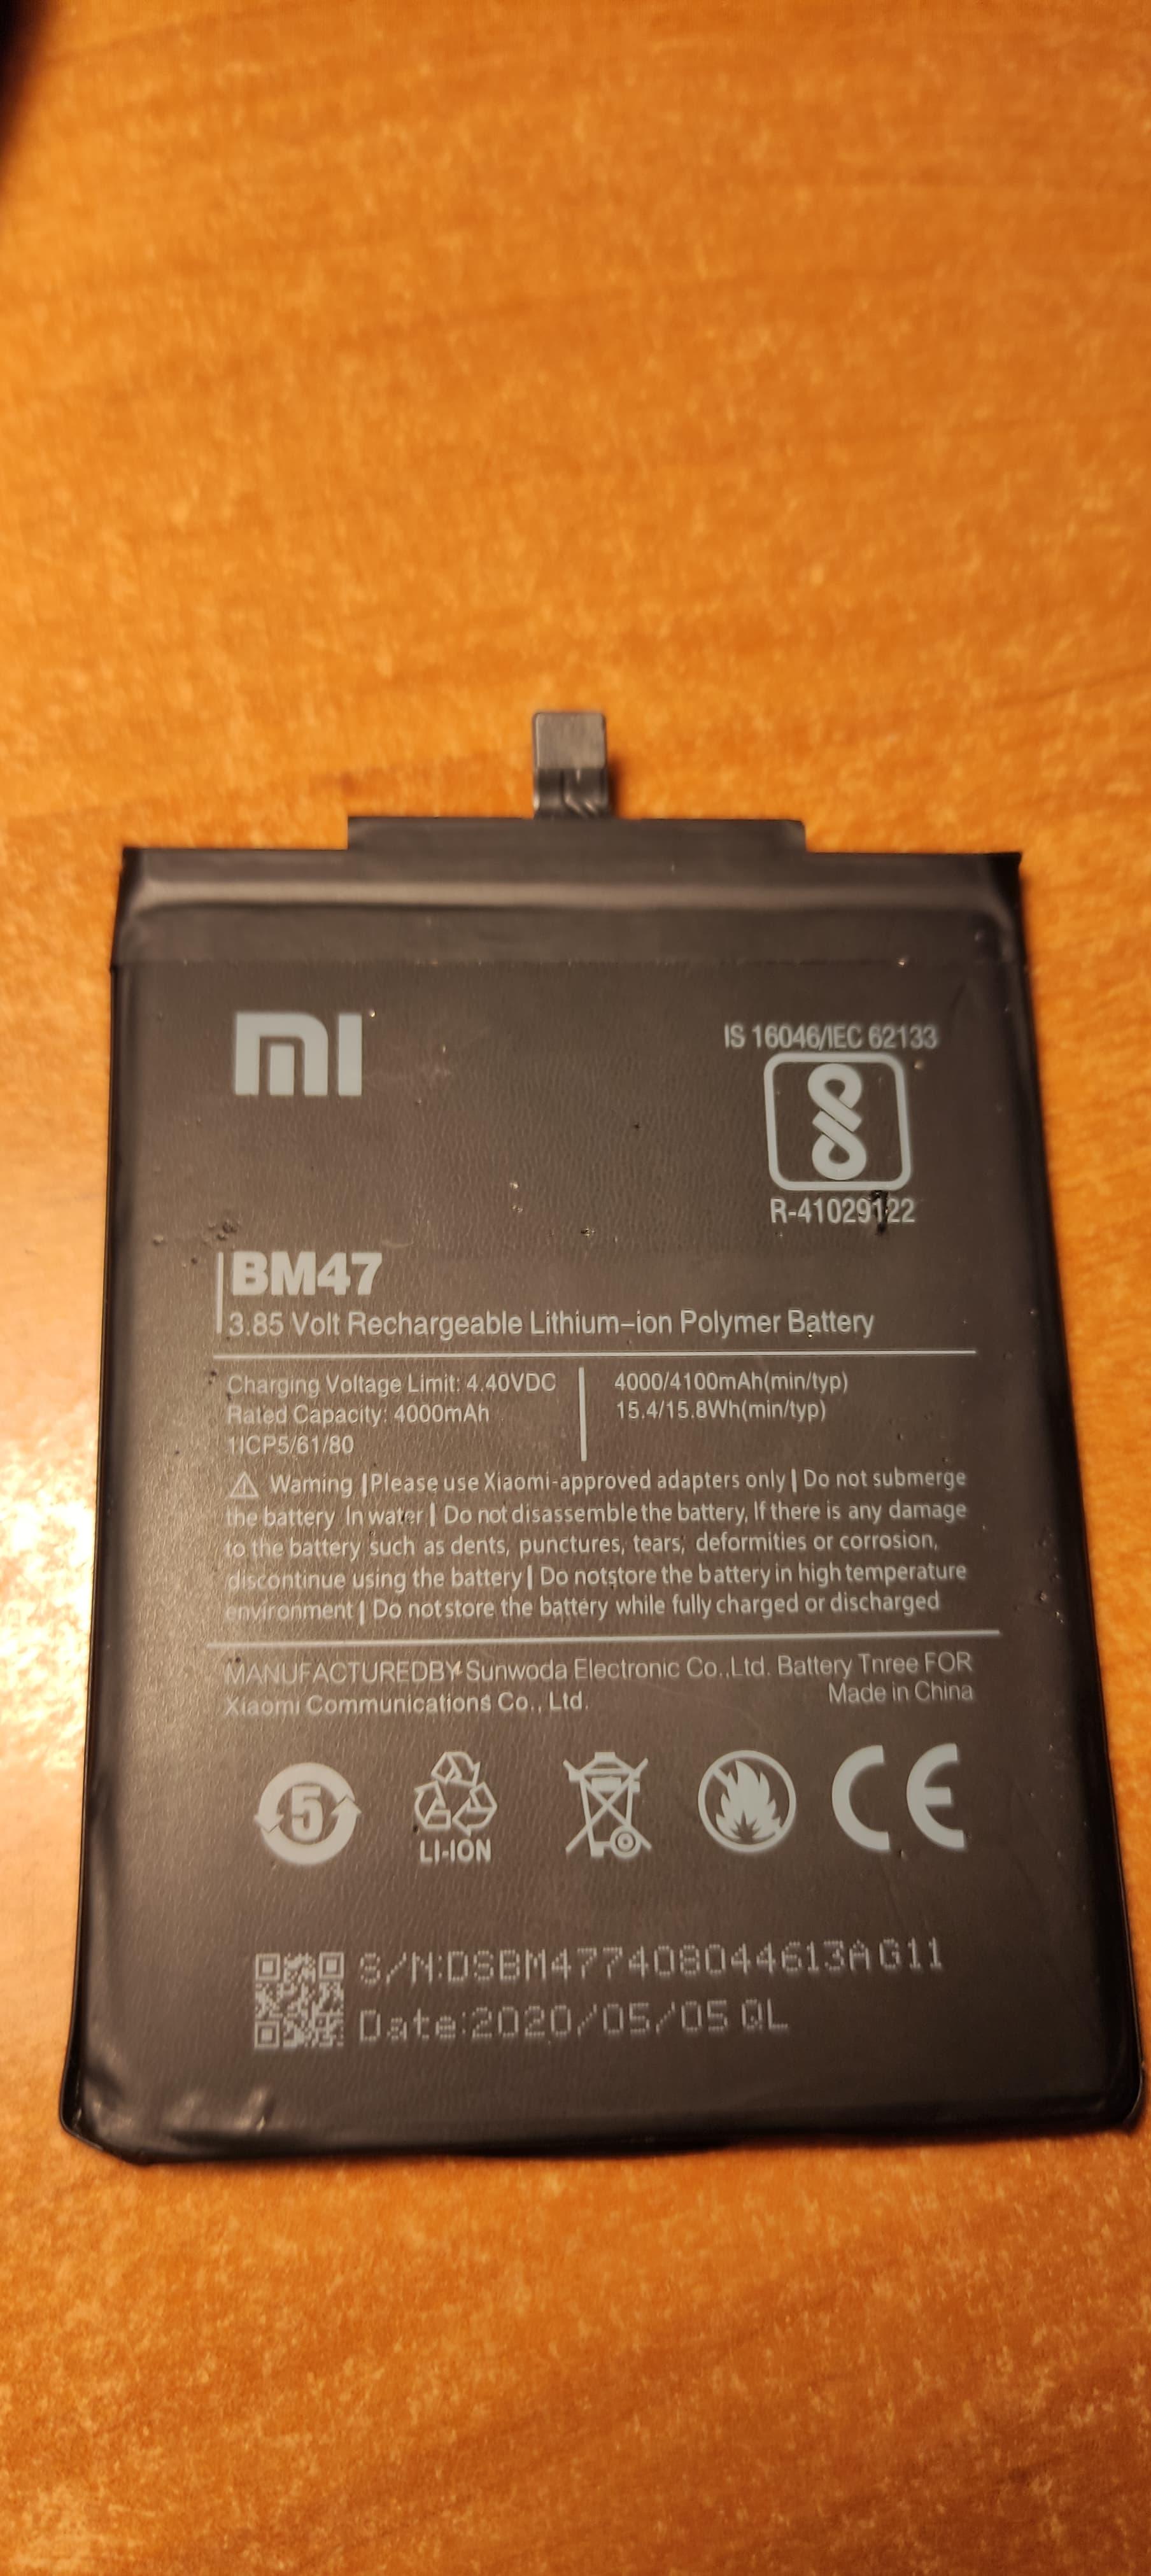 MI
IS 16046/IEC 62133
R-41029122
BM47
3.85 Volt Rechargeable Lithium-ion Polymer Battery
Charging Voltage Limit: 4.40VDC
Rated Capacity: 4000mAh
1ICP5/61/80
4000/4100mAh(min/typ)
15.4/15.8Wh(min/typ)
Warning |Please use Xiaomi-approved adapters only | Do not submerge
the battery In water | Do not disassemble the battery, If there is any damage
to the battery such as dents, punctures, tears, deformities or corrosion,
discontinue using the battery | Do notstore the battery in high temperature
environment | Do not store the battery while fully charged or discharged
MANUFACTUREDBY Sunwoda Electronic Co.,Ltd. Battery Tnree FOR
Xiaomi Communications Co., Ltd.
Made in China
5
LI-ION
CE
S/N:DSBM477408044613AG11
Date:2020/05/05 QL